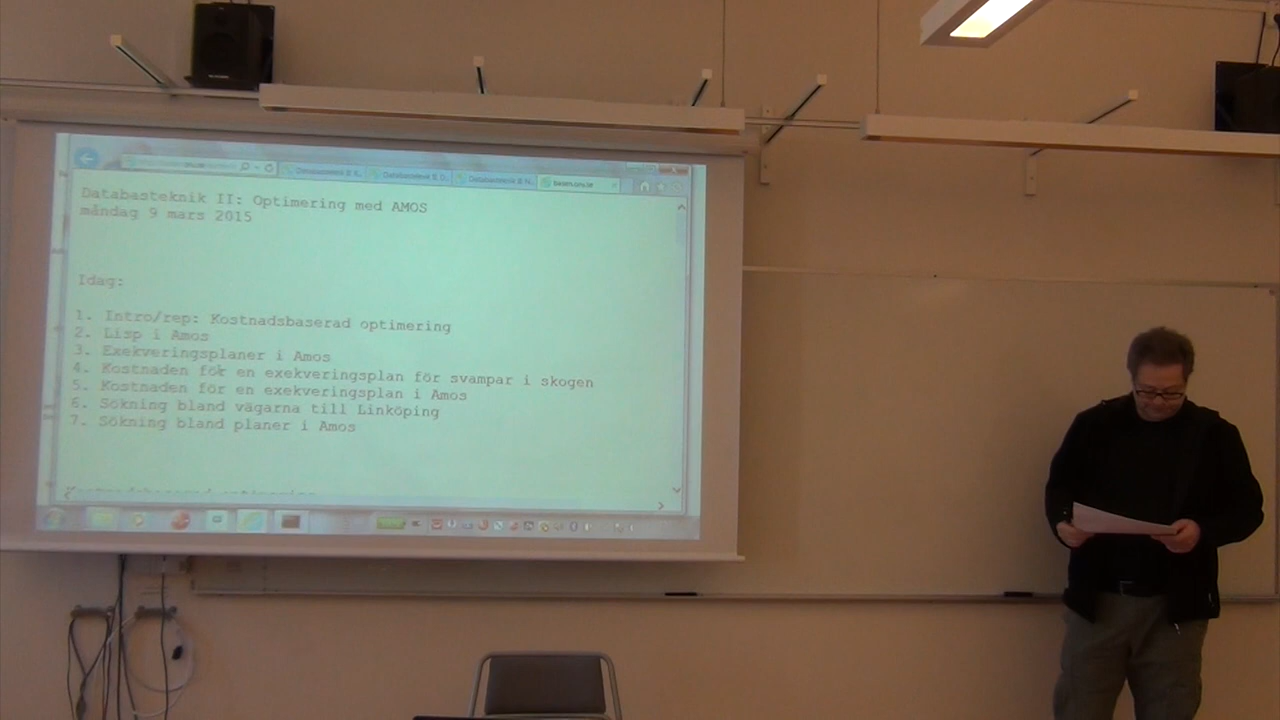 Databasteknik II: Optimering med AMOS
måndag 9 mars 2015
Idag:
1. Intro/rep: Kostnadsbaserad optimering
2. Lisp i Amos
3. Exekveringsplaner i Amos
4. Kostnaden för en exekveringsplan för svampar i skogen
5. Kostnaden för en exekveringsplan i Amos
6. Sökning bland vägarna till Linköping
7. Sökning bland planer i Amos